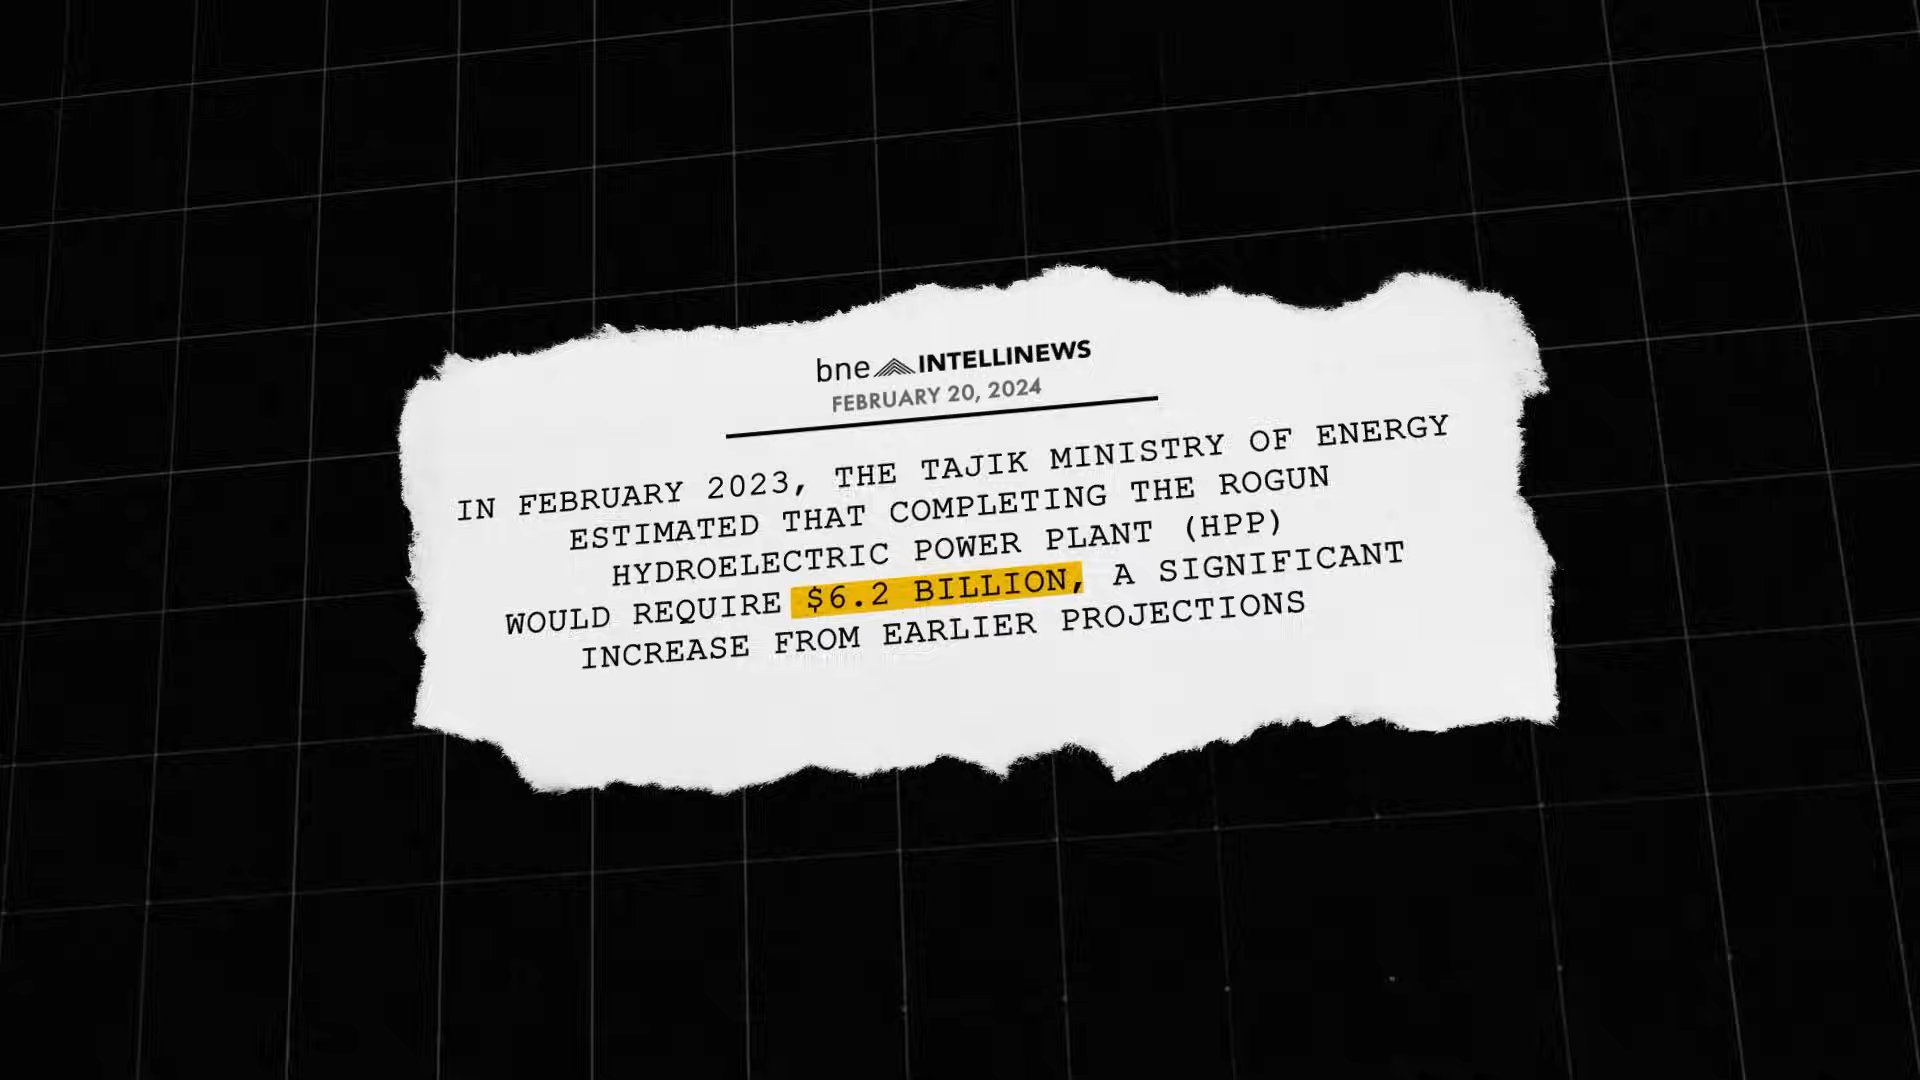 bne INTELLINEWS
FEBRUARY 20, 2024
IN FEBRUARY 2023, THE TAJIK MINISTRY OF ENERGY
ESTIMATED THAT COMPLETING THE ROGUN
HYDROELECTRIC POWER PLANT (HPP)
WOULD REQUIRE $6.2 BILLION, A SIGNIFICANT
INCREASE FROM EARLIER PROJECTIONS